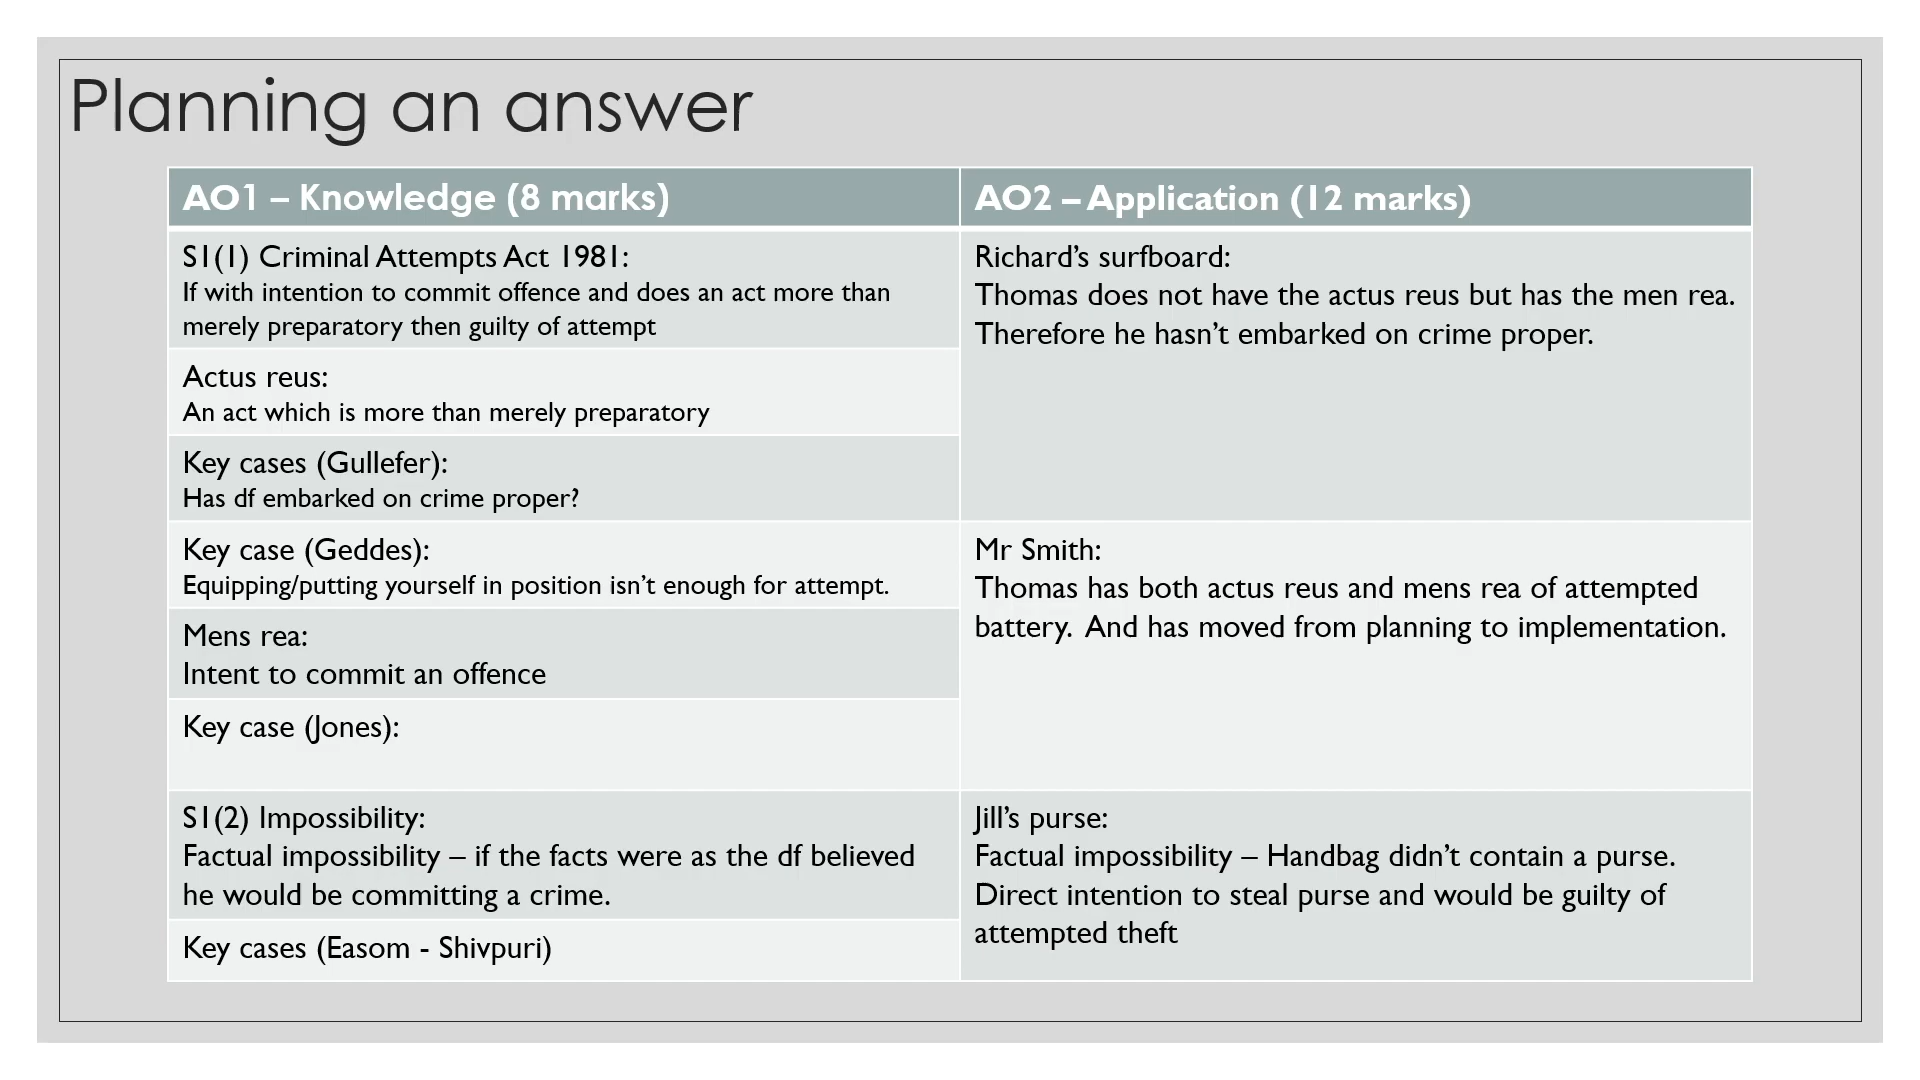 Planning an answer
AO1 – Knowledge (8 marks)
AO2 – Application (12 marks)
S1(1) Criminal Attempts Act 1981:
If with intention to commit offence and does an act more than
merely preparatory then guilty of attempt
Actus reus:
An act which is more than merely preparatory
Key cases (Gullefer):
Has df embarked on crime proper?
Richard’s surfboard:
Thomas does not have the actus reus but has the men rea.
Therefore he hasn’t embarked on crime proper.
Key case (Geddes):
Equipping/putting yourself in position isn’t enough for attempt.
Mens rea:
Intent to commit an offence
Key case (Jones):
Mr Smith:
Thomas has both actus reus and mens rea of attempted
battery. And has moved from planning to implementation.
S1(2) Impossibility:
Factual impossibility – if the facts were as the df believed
he would be committing a crime.
Key cases (Easom - Shivpuri)
Jill’s purse:
Factual impossibility – Handbag didn’t contain a purse.
Direct intention to steal purse and would be guilty of
attempted theft